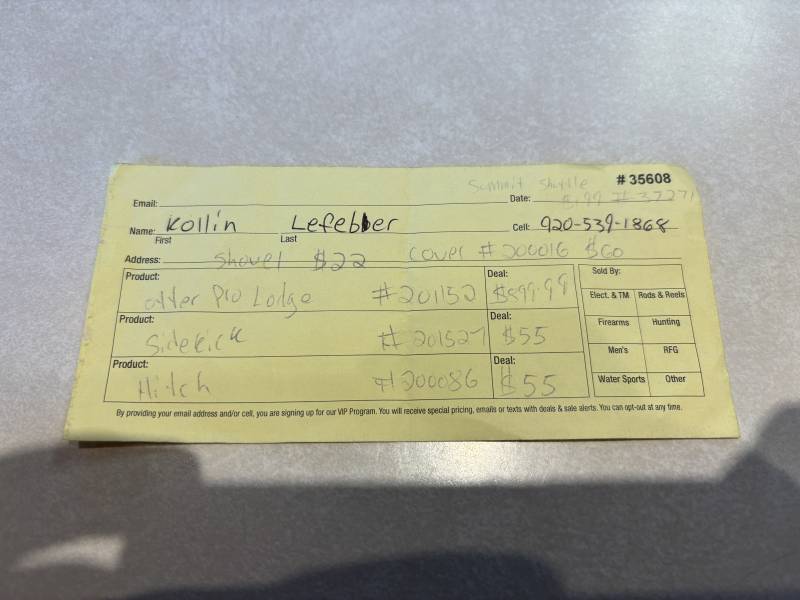 Summit Shuttle #35608
Email: Date: #37271
Name: Kollin Lefebber Cell: 920-539-1868
First Last
Address: Shovel $22 cover #200016 $60
Product: Deal: Sold By:
otter Pro Lodge #201152 $899.99
Elect. & TM Rods & Reels
Product: Deal:
Sidekick #201527 $55
Firearms Hunting
Men's RFG
Product: Deal:
Hitch #200086 $55
Water Sports Other
By providing your email address and/or cell, you are signing up for our VIP Program. You will receive special pricing, emails or texts with deals & sale alerts. You can opt-out at any time.